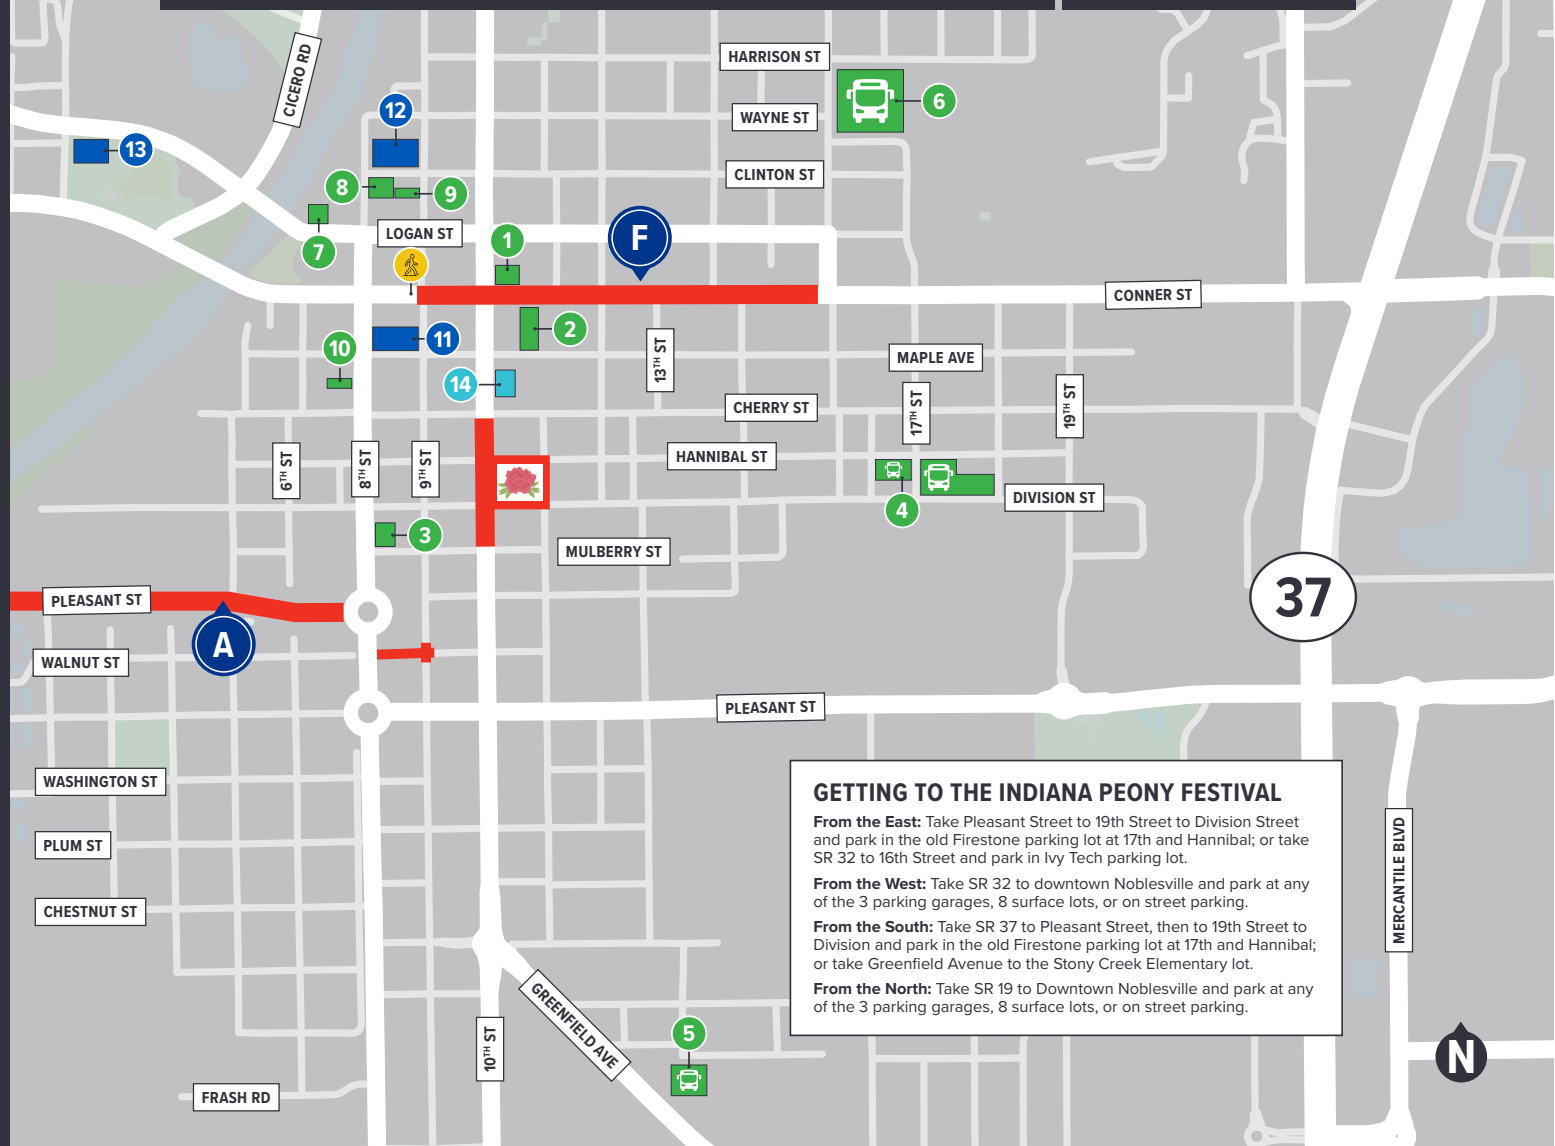 CICERO RD
HARRISON ST
6
WAYNE ST
12
13
CLINTON ST
8
9
LOGAN ST
7
1
F
CONNER ST
2
11
10
13TH ST
MAPLE AVE
14
17TH ST
19TH ST
CHERRY ST
6TH ST
8TH ST
9TH ST
HANNIBAL ST
DIVISION ST
4
3
MULBERRY ST
PLEASANT ST
37
A
WALNUT ST
PLEASANT ST
WASHINGTON ST
PLUM ST
CHESTNUT ST
GETTING TO THE INDIANA PEONY FESTIVAL
From the East: Take Pleasant Street to 19th Street to Division Street
and park in the old Firestone parking lot at 17th and Hannibal; or take
SR 32 to 16th Street and park in Ivy Tech parking lot.
From the West: Take SR 32 to downtown Noblesville and park at any
of the 3 parking garages, 8 surface lots, or on street parking.
From the South: Take SR 37 to Pleasant Street, then to 19th Street to
Division and park in the old Firestone parking lot at 17th and Hannibal;
or take Greenfield Avenue to the Stony Creek Elementary lot.
From the North: Take SR 19 to Downtown Noblesville and park at any
of the 3 parking garages, 8 surface lots, or on street parking.
MERCANTILE BLVD
GREENFIELD AVE
10TH ST
5
N
FRASH RD